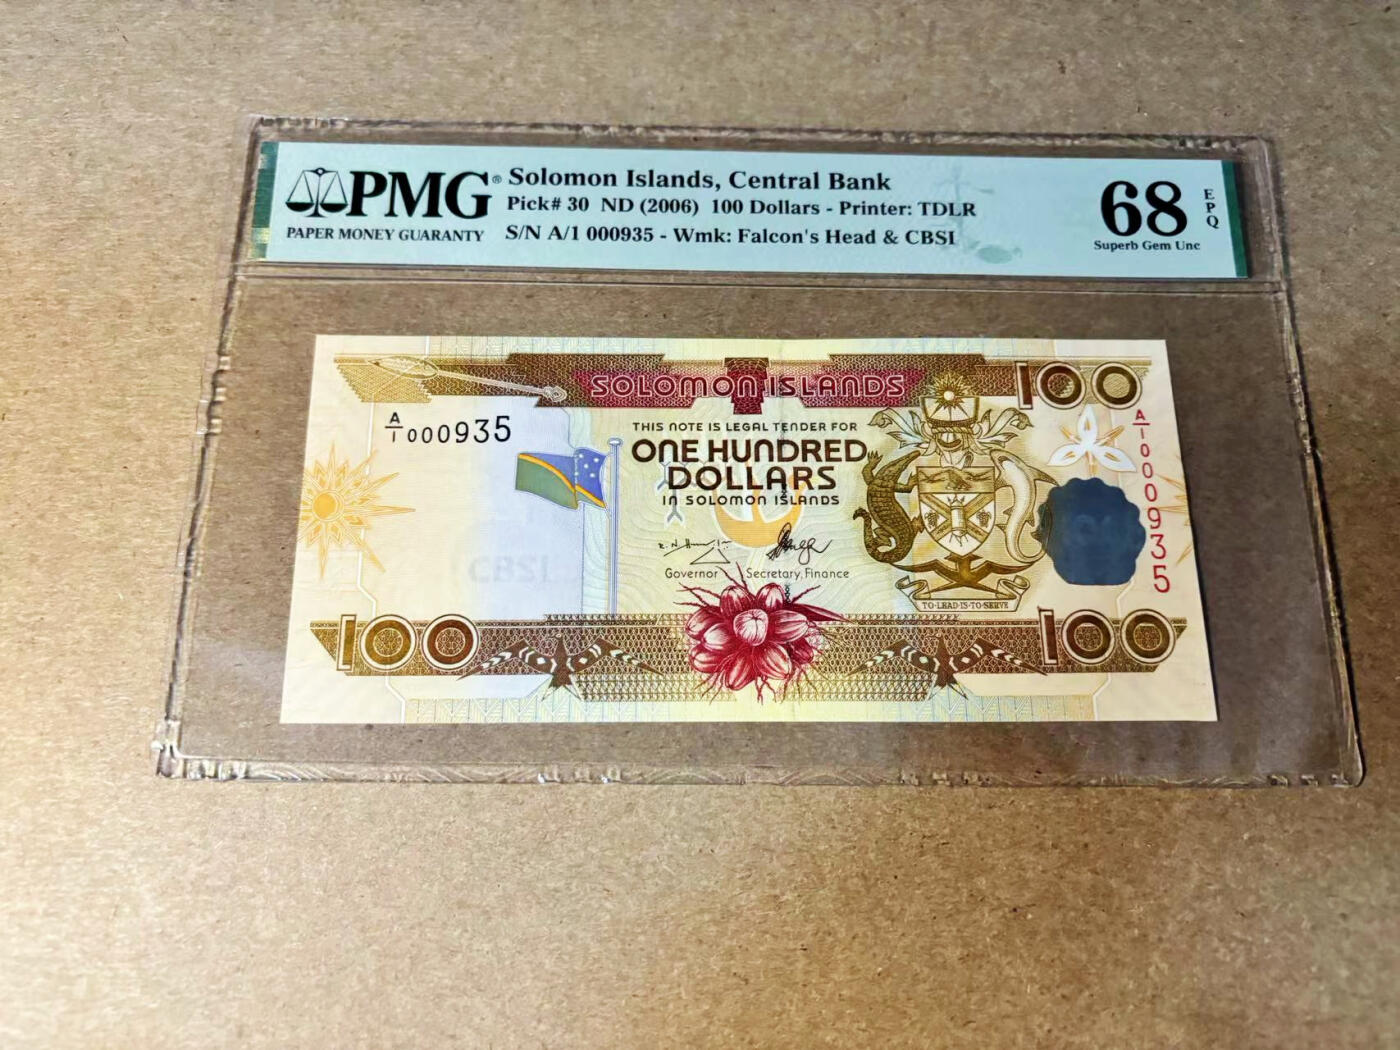 PMG®
PAPER MONEY GUARANTY
Solomon Islands, Central Bank
Pick# 30 ND (2006) 100 Dollars - Printer: TDLR
S/N A/1 000935 - Wmk: Falcon's Head & CBSI
68
Superb Gem Unc
EPQ
SOLOMON ISLANDS
100
A/1 000935
THIS NOTE IS LEGAL TENDER FOR
ONE HUNDRED
DOLLARS
IN SOLOMON ISLANDS
A/1 000935
CBSI
Governor
Secretary, Finance
TO·LEAD·IS·TO·SERVE
100
100